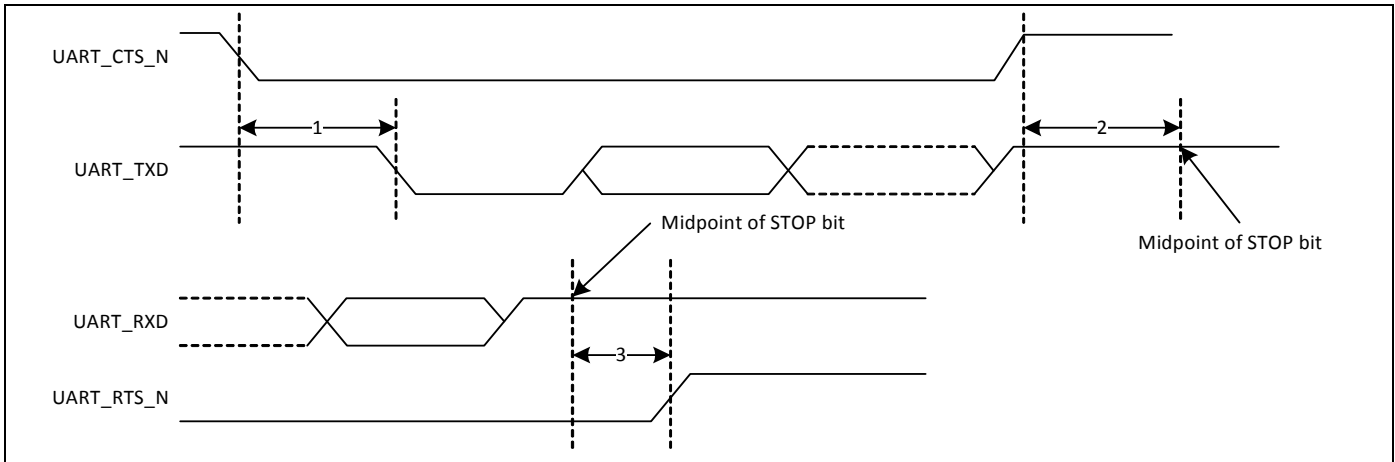 UART_CTS_N
1
2
UART_TXD
Midpoint of STOP bit
Midpoint of STOP bit
UART_RXD
3
UART_RTS_N